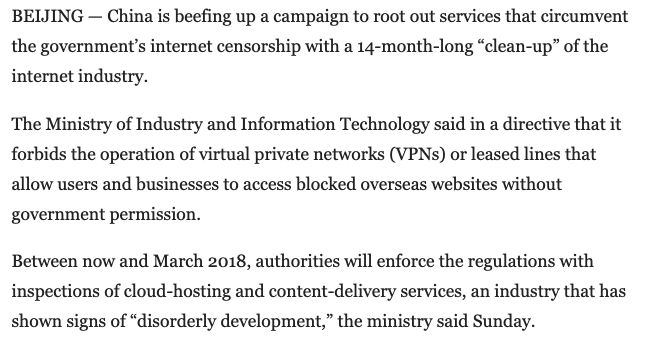 BEIJING — China is beefing up a campaign to root out services that circumvent
the government’s internet censorship with a 14-month-long “clean-up” of the
internet industry.
The Ministry of Industry and Information Technology said in a directive that it
forbids the operation of virtual private networks (VPNs) or leased lines that
allow users and businesses to access blocked overseas websites without
government permission.
Between now and March 2018, authorities will enforce the regulations with
inspections of cloud-hosting and content-delivery services, an industry that has
shown signs of “disorderly development,” the ministry said Sunday.